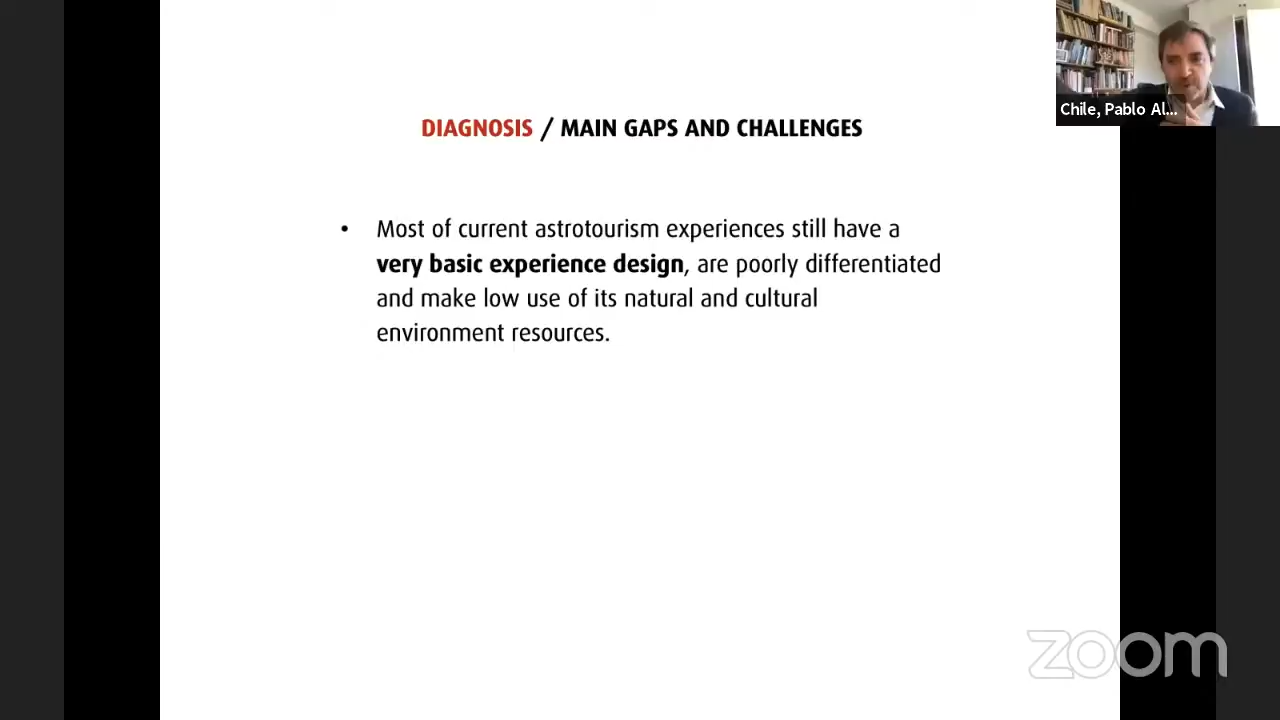 Chile, Pablo Al...
DIAGNOSIS / MAIN GAPS AND CHALLENGES
• Most of current astrotourism experiences still have a
very basic experience design, are poorly differentiated
and make low use of its natural and cultural
environment resources.
zoom